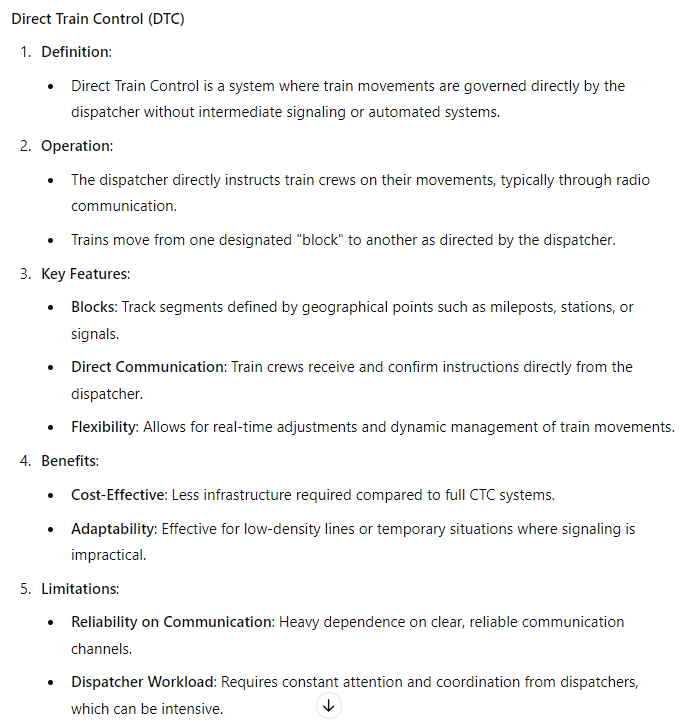 Direct Train Control (DTC)
1. Definition:
• Direct Train Control is a system where train movements are governed directly by the
dispatcher without intermediate signaling or automated systems.
2. Operation:
• The dispatcher directly instructs train crews on their movements, typically through radio
communication.
• Trains move from one designated "block" to another as directed by the dispatcher.
3. Key Features:
• Blocks: Track segments defined by geographical points such as mileposts, stations, or
signals.
• Direct Communication: Train crews receive and confirm instructions directly from the
dispatcher.
• Flexibility: Allows for real-time adjustments and dynamic management of train movements.
4. Benefits:
• Cost-Effective: Less infrastructure required compared to full CTC systems.
• Adaptability: Effective for low-density lines or temporary situations where signaling is
impractical.
5. Limitations:
• Reliability on Communication: Heavy dependence on clear, reliable communication
channels.
• Dispatcher Workload: Requires constant attention and coordination from dispatchers,
which can be intensive.